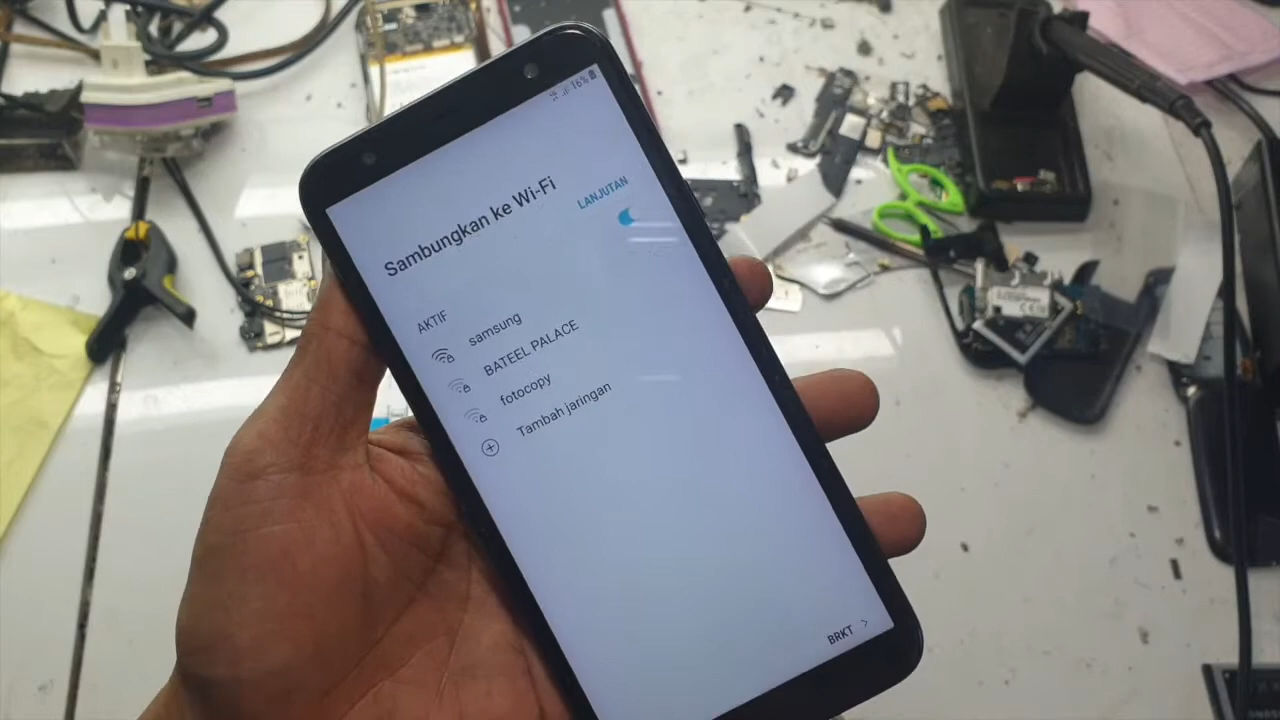 16%
Sambungkan ke Wi-Fi
LANJUTAN
AKTIF
samsung
BATEEL PALACE
fotocopy
Tambah jaringan
BRKT